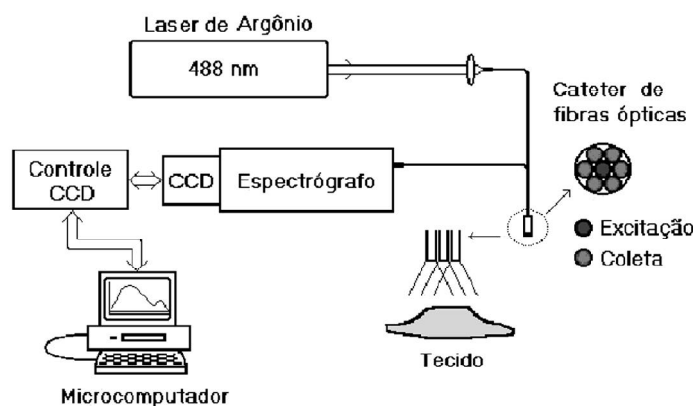 Laser de Argônio
488 nm
Cateter de
fibras ópticas
Controle
CCD
CCD
Espectrógrafo
Excitação
Coleta
Tecido
Microcomputador